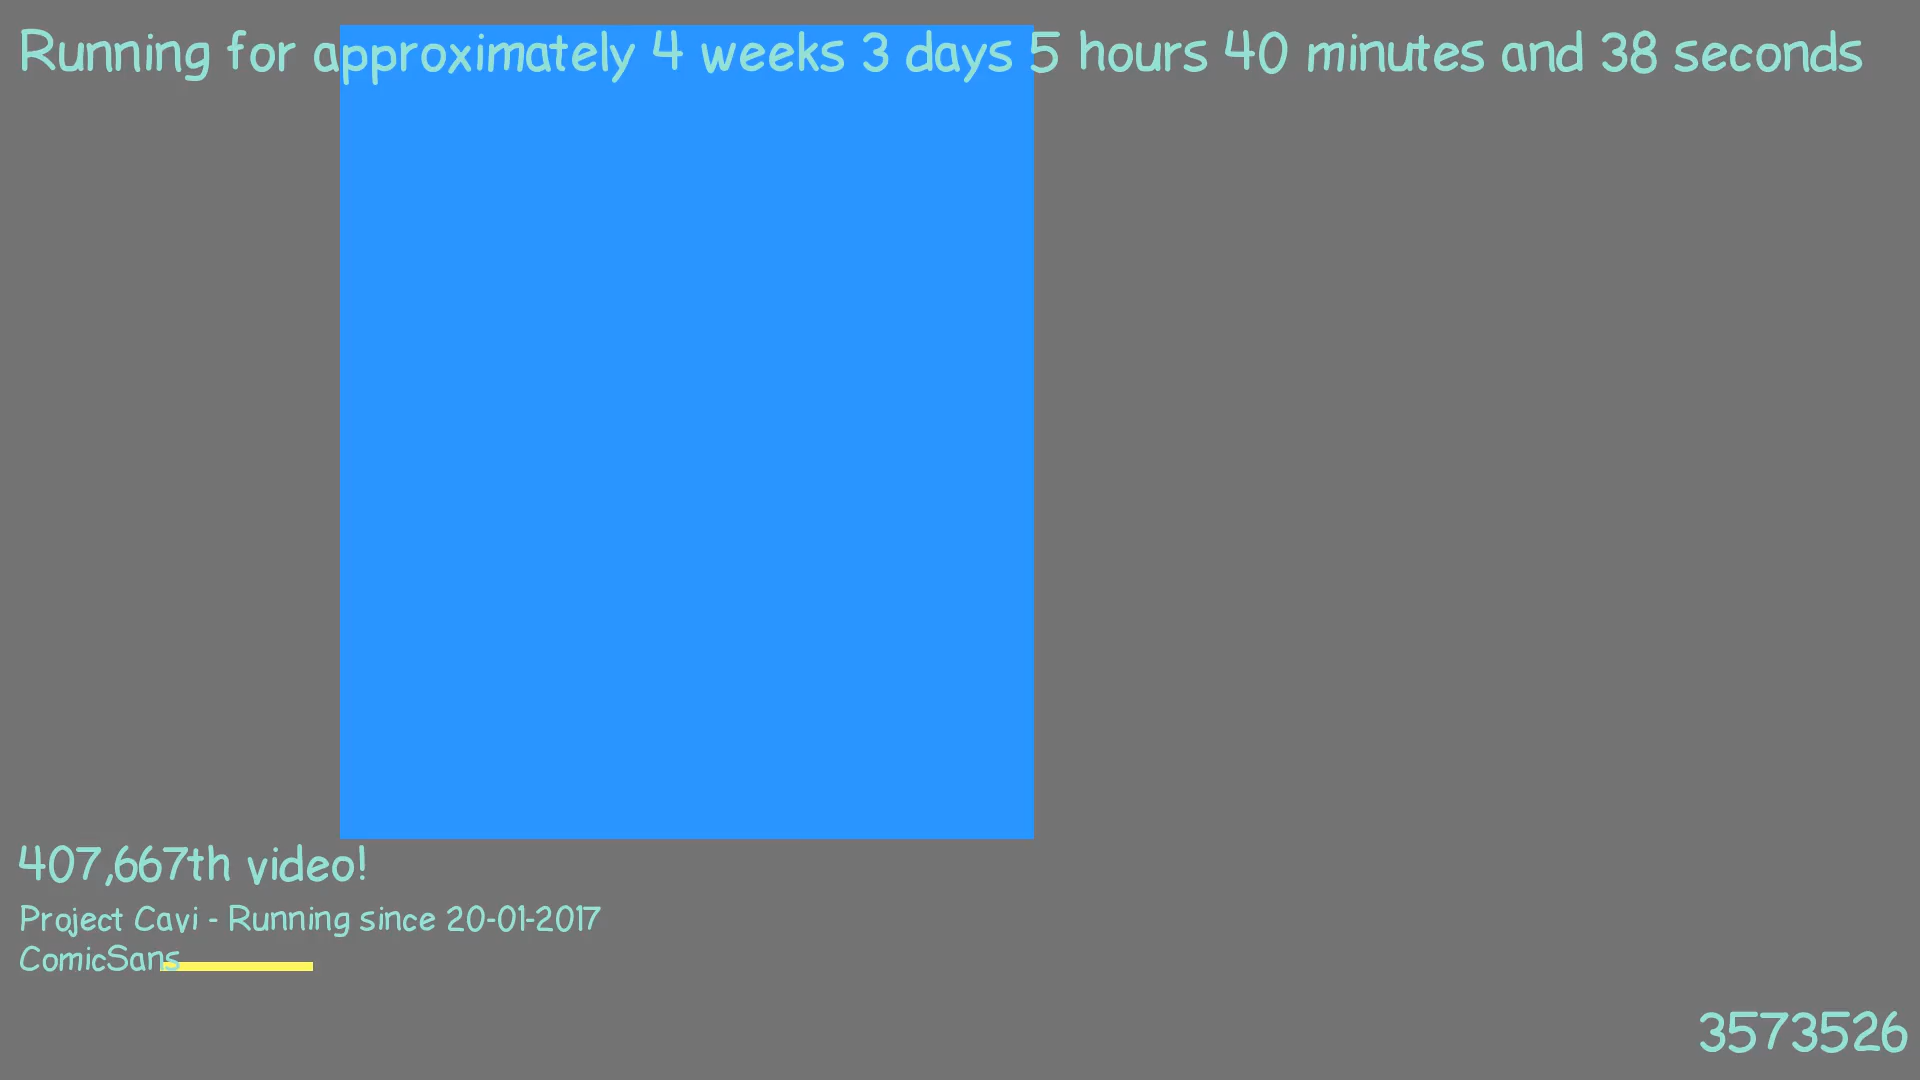 Running for approximately 4 weeks 3 days 5 hours 40 minutes and 38 seconds
407,667th video!
Project Cavi - Running since 20-01-2017
ComicSans
3573526